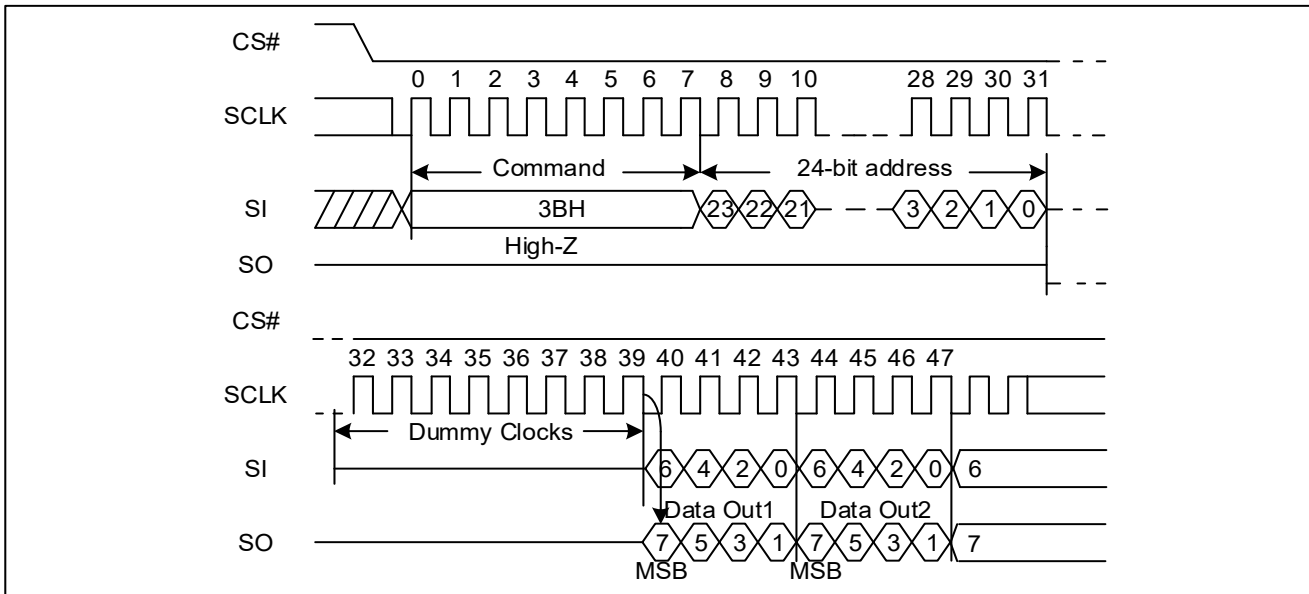 CS#
0 1 2 3 4 5 6 7 8 9 10 28 29 30 31
SCLK
Command 24-bit address
SI 3BH 23 22 21 3 2 1 0
High-Z
SO
CS#
32 33 34 35 36 37 38 39 40 41 42 43 44 45 46 47
SCLK
Dummy Clocks
SI 6 4 2 0 6 4 2 0 6
Data Out1 Data Out2
SO 7 5 3 1 7 5 3 1 7
MSB MSB